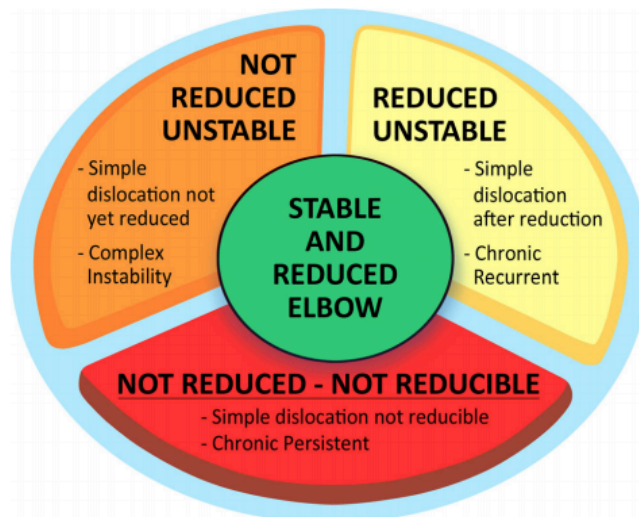 NOT
REDUCED
UNSTABLE
- Simple
dislocation not
yet reduced
- Complex
Instability
REDUCED
UNSTABLE
- Simple
dislocation
after reduction
- Chronic
Recurrent
STABLE
AND
REDUCED
ELBOW
NOT REDUCED - NOT REDUCIBLE
- Simple dislocation not reducible
- Chronic Persistent